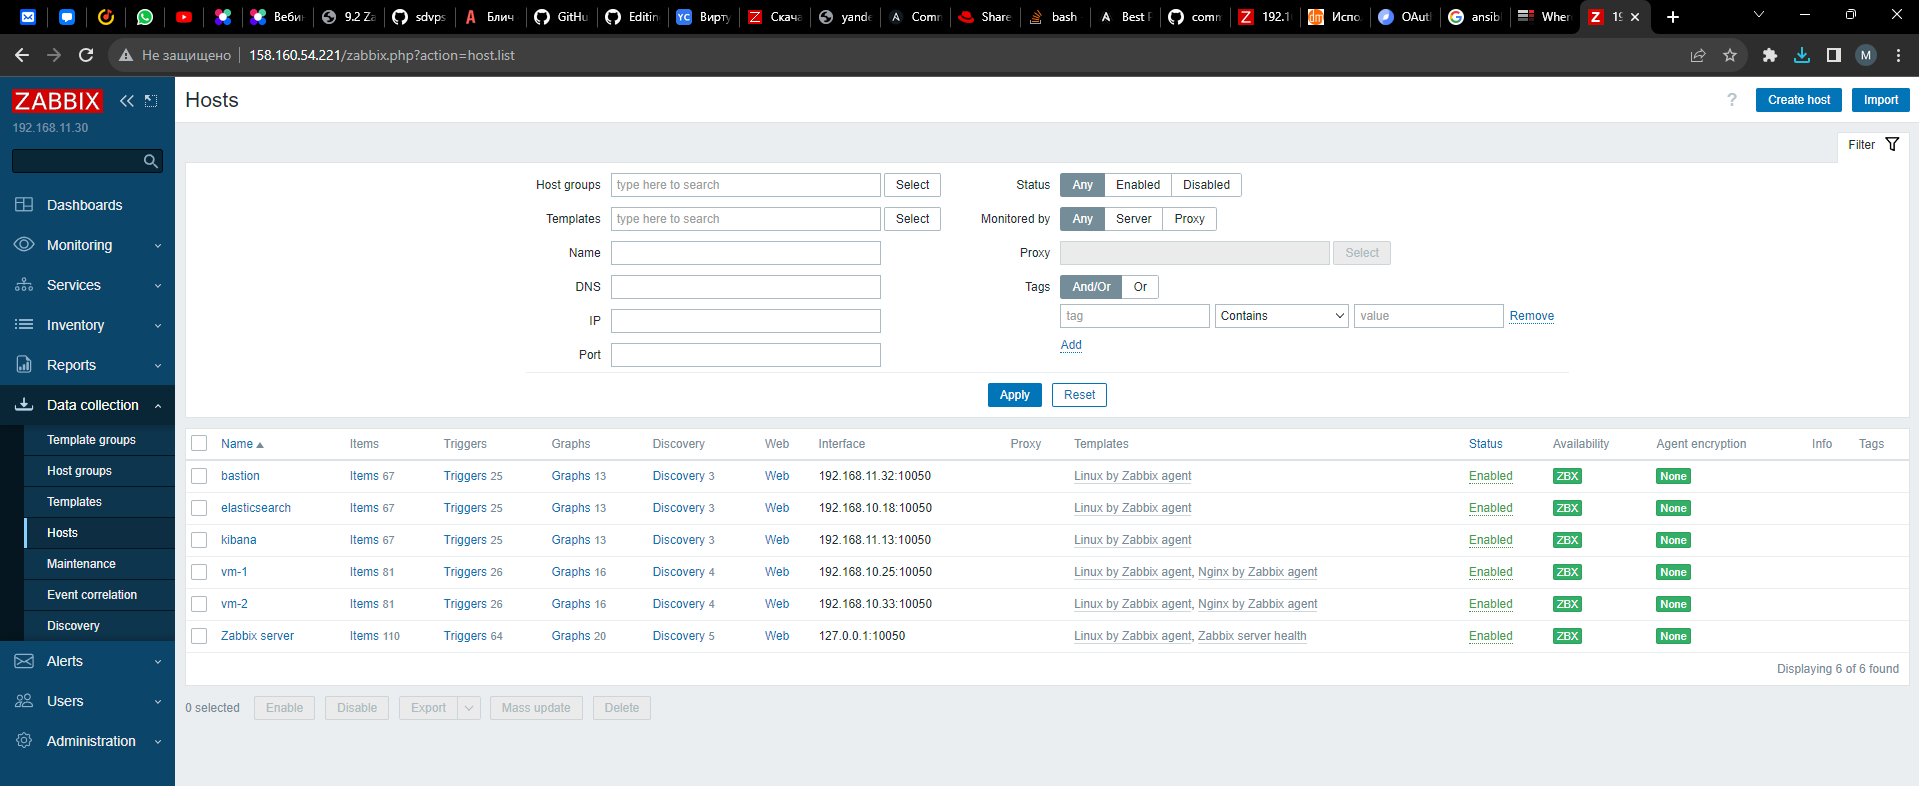 Вебин
9.2 Za
sdvps
Блич
GitHu
Editin
Вирту
Скача
yande
Comm
Share
bash
Best P
comm
192.1
Испо
OAut
ansib
Wher
19
Не защищено 158.160.54.221/zabbix.php?action=host.list
M
ZABBIX
192.168.11.30
Dashboards
Monitoring
Services
Inventory
Reports
Data collection
Template groups
Host groups
Templates
Hosts
Maintenance
Event correlation
Discovery
Alerts
Users
Administration
Hosts
? Create host Import
Filter
Host groups type here to search Select
Templates type here to search Select
Name
DNS
IP
Port
Status Any Enabled Disabled
Monitored by Any Server Proxy
Proxy Select
Tags And/Or Or
tag Contains value Remove
Add
Apply Reset
Name Items Triggers Graphs Discovery Web Interface Proxy Templates Status Availability Agent encryption Info Tags
bastion Items 67 Triggers 25 Graphs 13 Discovery 3 Web 192.168.11.32:10050 Linux by Zabbix agent Enabled ZBX None
elasticsearch Items 67 Triggers 25 Graphs 13 Discovery 3 Web 192.168.10.18:10050 Linux by Zabbix agent Enabled ZBX None
kibana Items 67 Triggers 25 Graphs 13 Discovery 3 Web 192.168.11.13:10050 Linux by Zabbix agent Enabled ZBX None
vm-1 Items 81 Triggers 26 Graphs 16 Discovery 4 Web 192.168.10.25:10050 Linux by Zabbix agent, Nginx by Zabbix agent Enabled ZBX None
vm-2 Items 81 Triggers 26 Graphs 16 Discovery 4 Web 192.168.10.33:10050 Linux by Zabbix agent, Nginx by Zabbix agent Enabled ZBX None
Zabbix server Items 110 Triggers 64 Graphs 20 Discovery 5 Web 127.0.0.1:10050 Linux by Zabbix agent, Zabbix server health Enabled ZBX None
Displaying 6 of 6 found
0 selected Enable Disable Export Mass update Delete